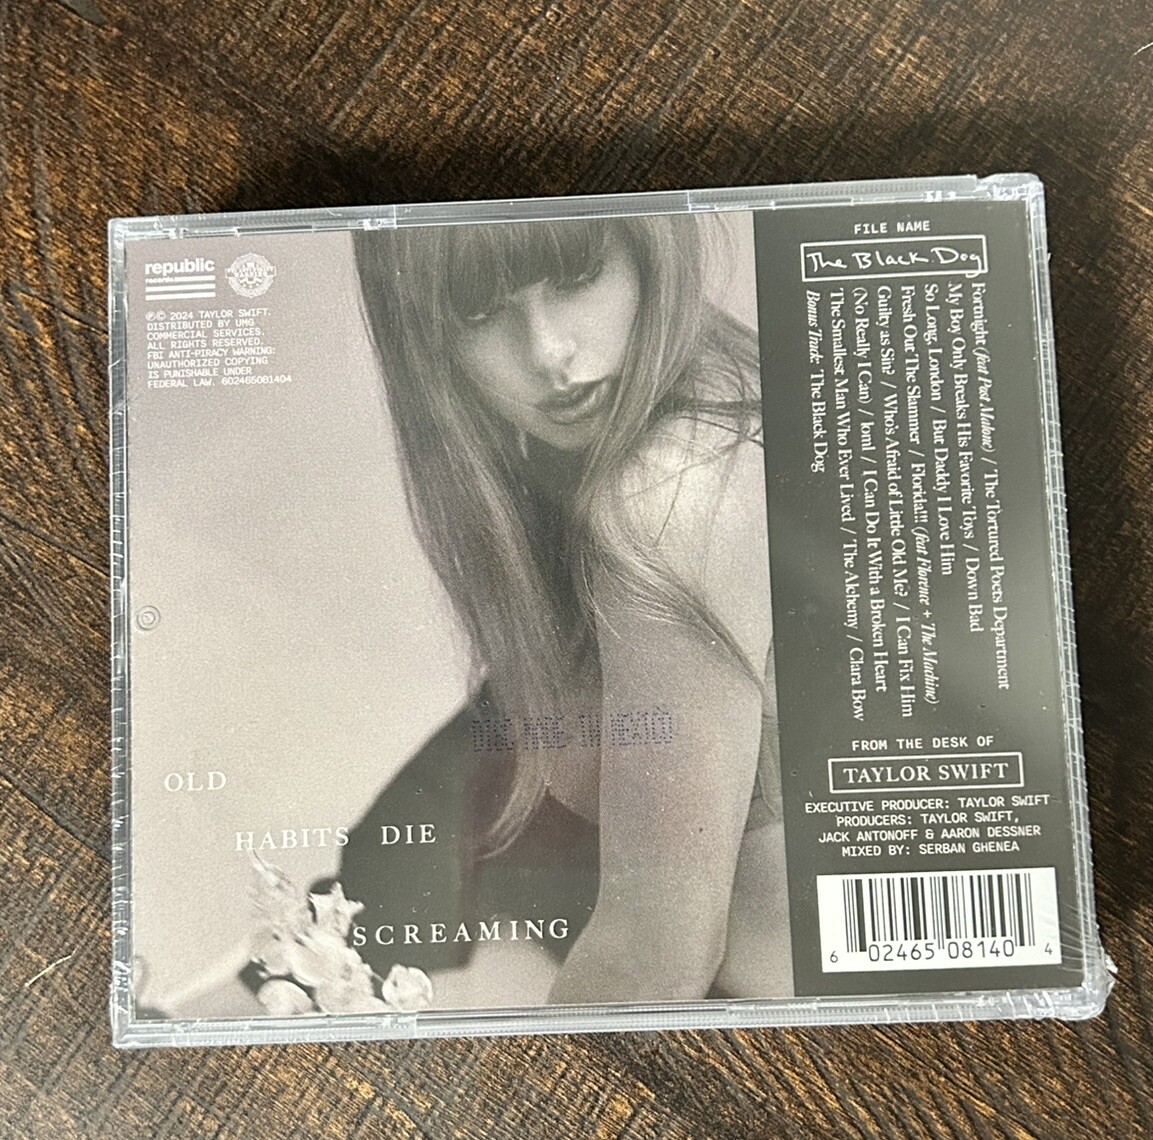 republic
records
℗© 2024 TAYLOR SWIFT.
DISTRIBUTED BY UMG
COMMERCIAL SERVICES.
ALL RIGHTS RESERVED.
FBI ANTI-PIRACY WARNING:
UNAUTHORIZED COPYING
IS PUNISHABLE UNDER
FEDERAL LAW. 602465081404
OLD
HABITS DIE
SCREAMING
DISC MADE IN MEXICO
FILE NAME
The Black Dog
Fortnight (feat Post Malone) / The Tortured Poets Department
My Boy Only Breaks His Favorite Toys / Down Bad
So Long, London / But Daddy I Love Him
Fresh Out The Slammer / Florida!!! (feat Florence + The Machine)
Guilty as Sin? / Who's Afraid of Little Old Me? / I Can Fix Him
(No Really I Can) / loml / I Can Do It With a Broken Heart
The Smallest Man Who Ever Lived / The Alchemy / Clara Bow
Bonus Track: The Black Dog
FROM THE DESK OF
TAYLOR SWIFT
EXECUTIVE PRODUCER: TAYLOR SWIFT
PRODUCERS: TAYLOR SWIFT,
JACK ANTONOFF & AARON DESSNER
MIXED BY: SERBAN GHENEA
6 02465 08140 4